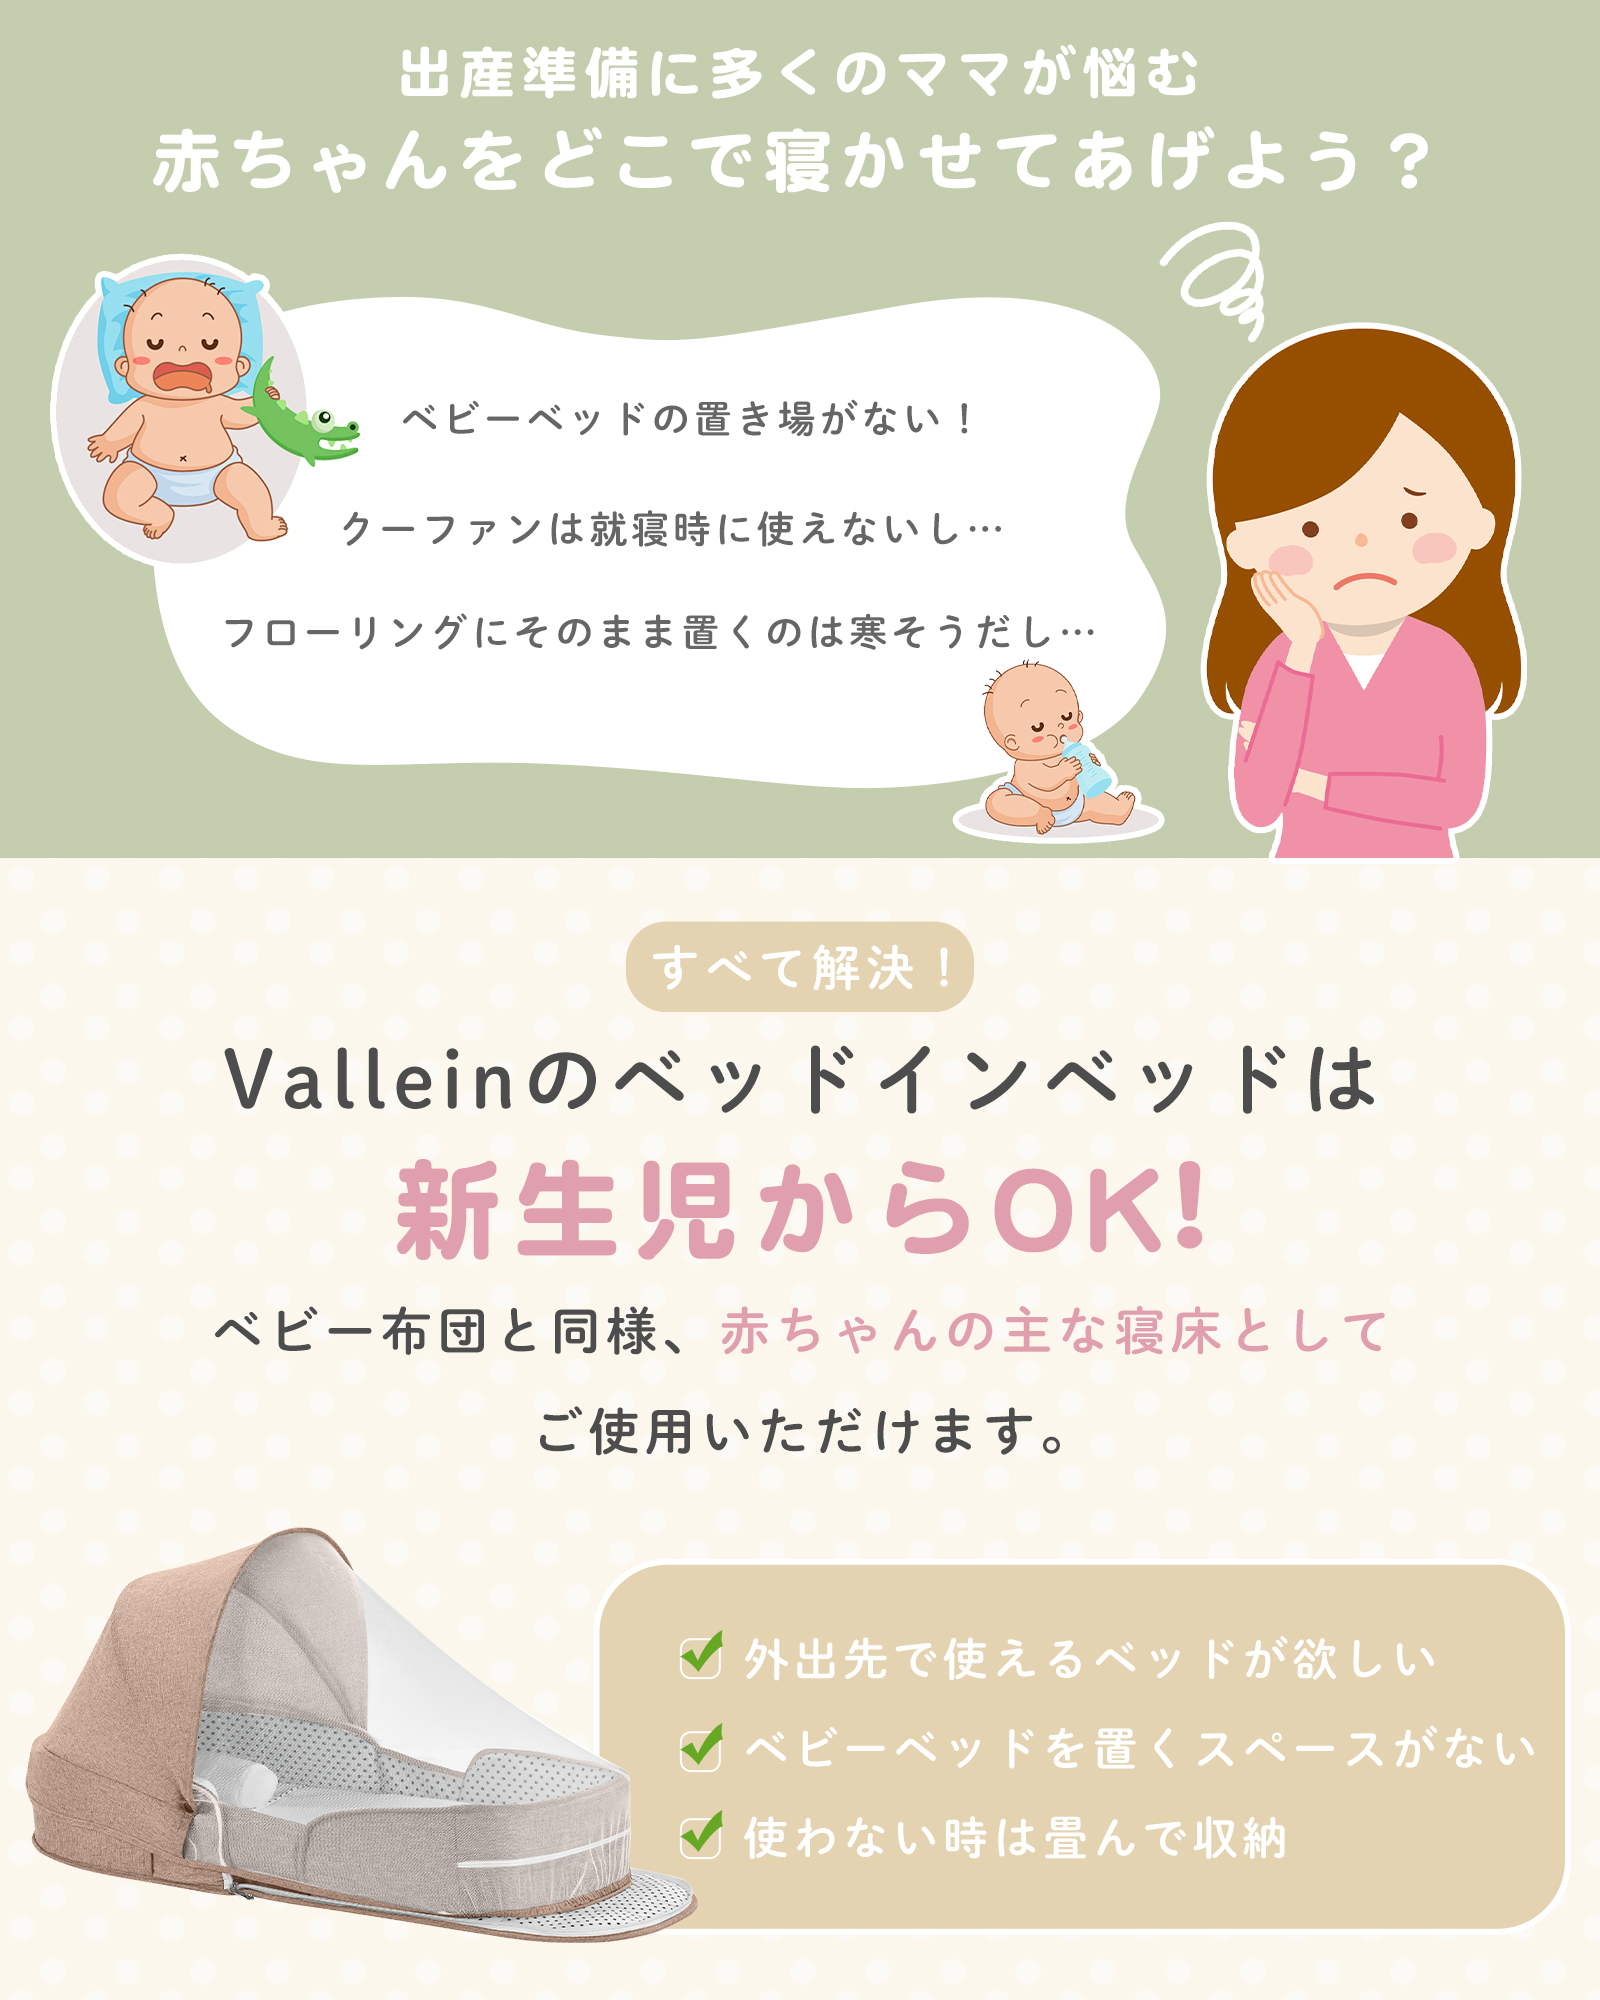 出産準備に多くのママが悩む
赤ちゃんをどこで寝かせてあげよう？
ベビーベッドの置き場がない！
クーファンは就寝時に使えないし…
フローリングにそのまま置くのは寒そうだし…
すべて解決！
Valleinのベッドインベッドは
新生児からOK!
ベビー布団と同様、赤ちゃんの主な寝床として
ご使用いただけます。
外出先で使えるベッドが欲しい
ベビーベッドを置くスペースがない
使わない時は畳んで収納